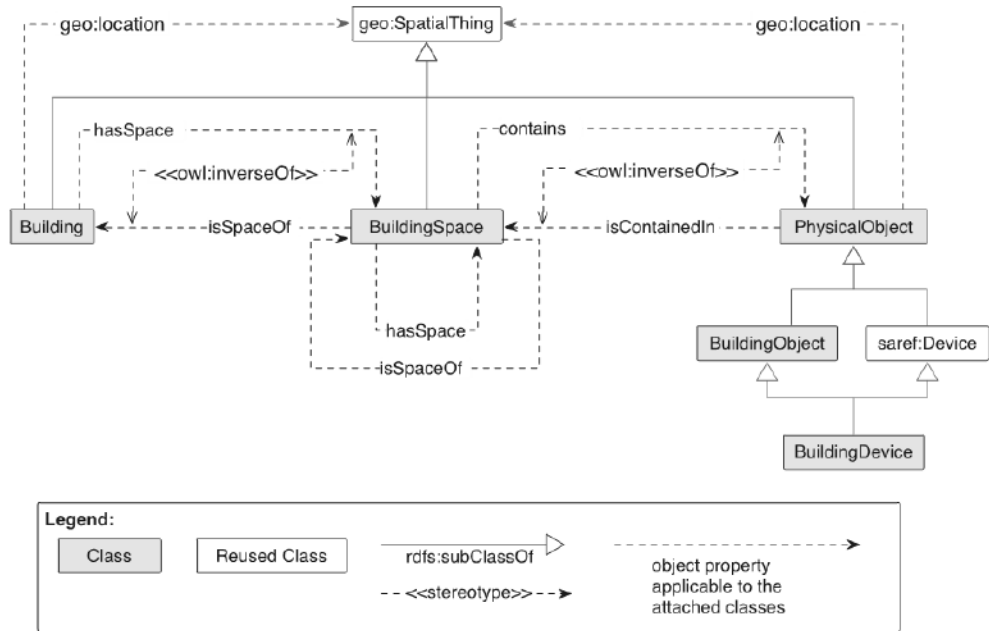 geo:location
geo:SpatialThing
geo:location
hasSpace
contains
<<owl:inverseOf>>
<<owl:inverseOf>>
Building
isSpaceOf
BuildingSpace
isContainedIn
PhysicalObject
hasSpace
isSpaceOf
BuildingObject
saref:Device
BuildingDevice
Legend:
Class
Reused Class
rdfs:subClassOf
<<stereotype>>
object property
applicable to the
attached classes